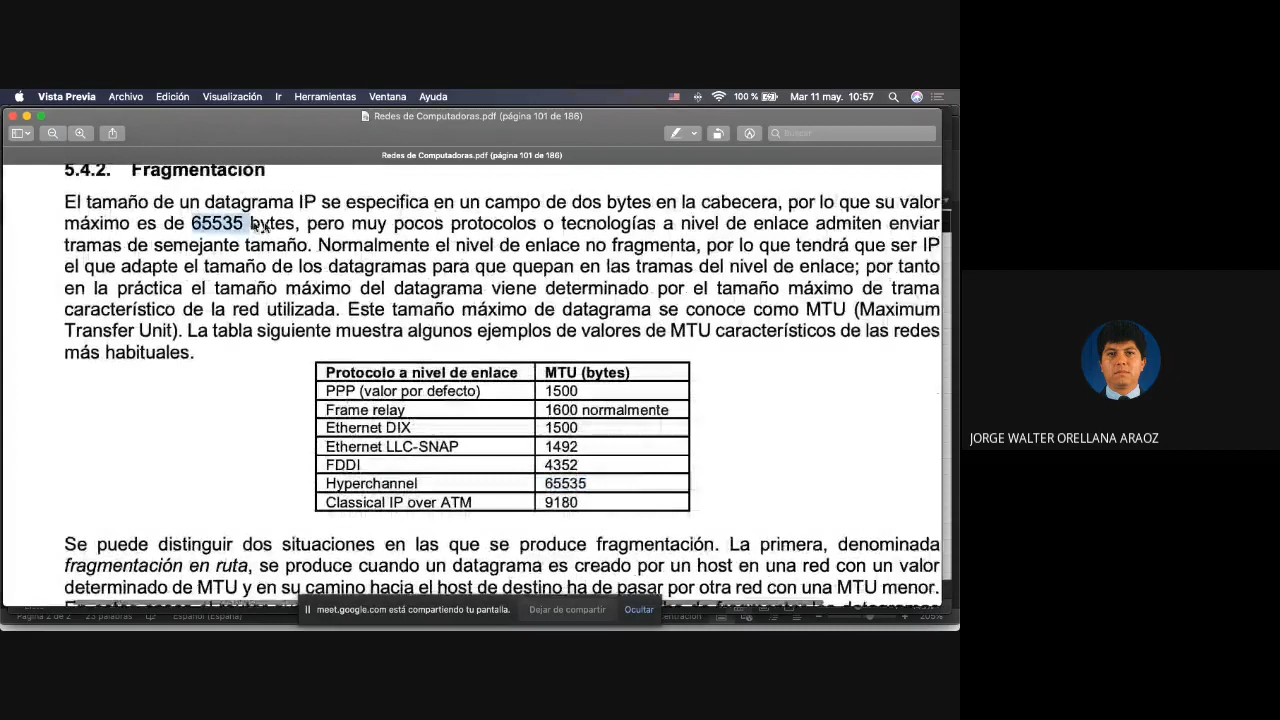 Vista Previa Archivo Edición Visualización Ir Herramientas Ventana Ayuda 100 % Mar 11 may. 10:57
Redes de Computadoras.pdf (página 101 de 186)
Buscar
Redes de Computadoras.pdf (página 101 de 186)
5.4.2. Fragmentación
El tamaño de un datagrama IP se especifica en un campo de dos bytes en la cabecera, por lo que su valor
máximo es de 65535 bytes, pero muy pocos protocolos o tecnologías a nivel de enlace admiten enviar
tramas de semejante tamaño. Normalmente el nivel de enlace no fragmenta, por lo que tendrá que ser IP
el que adapte el tamaño de los datagramas para que quepan en las tramas del nivel de enlace; por tanto
en la práctica el tamaño máximo del datagrama viene determinado por el tamaño máximo de trama
característico de la red utilizada. Este tamaño máximo de datagrama se conoce como MTU (Maximum
Transfer Unit). La tabla siguiente muestra algunos ejemplos de valores de MTU característicos de las redes
más habituales.
Protocolo a nivel de enlace MTU (bytes)
PPP (valor por defecto) 1500
Frame relay 1600 normalmente
Ethernet DIX 1500
Ethernet LLC-SNAP 1492
FDDI 4352
Hyperchannel 65535
Classical IP over ATM 9180
Se puede distinguir dos situaciones en las que se produce fragmentación. La primera, denominada
fragmentación en ruta, se produce cuando un datagrama es creado por un host en una red con un valor
determinado de MTU y en su camino hacia el host de destino ha de pasar por otra red con una MTU menor.
meet.google.com está compartiendo tu pantalla. Dejar de compartir Ocultar
Página 2 de 2 23 palabras Español (España) 205%
JORGE WALTER ORELLANA ARAOZ